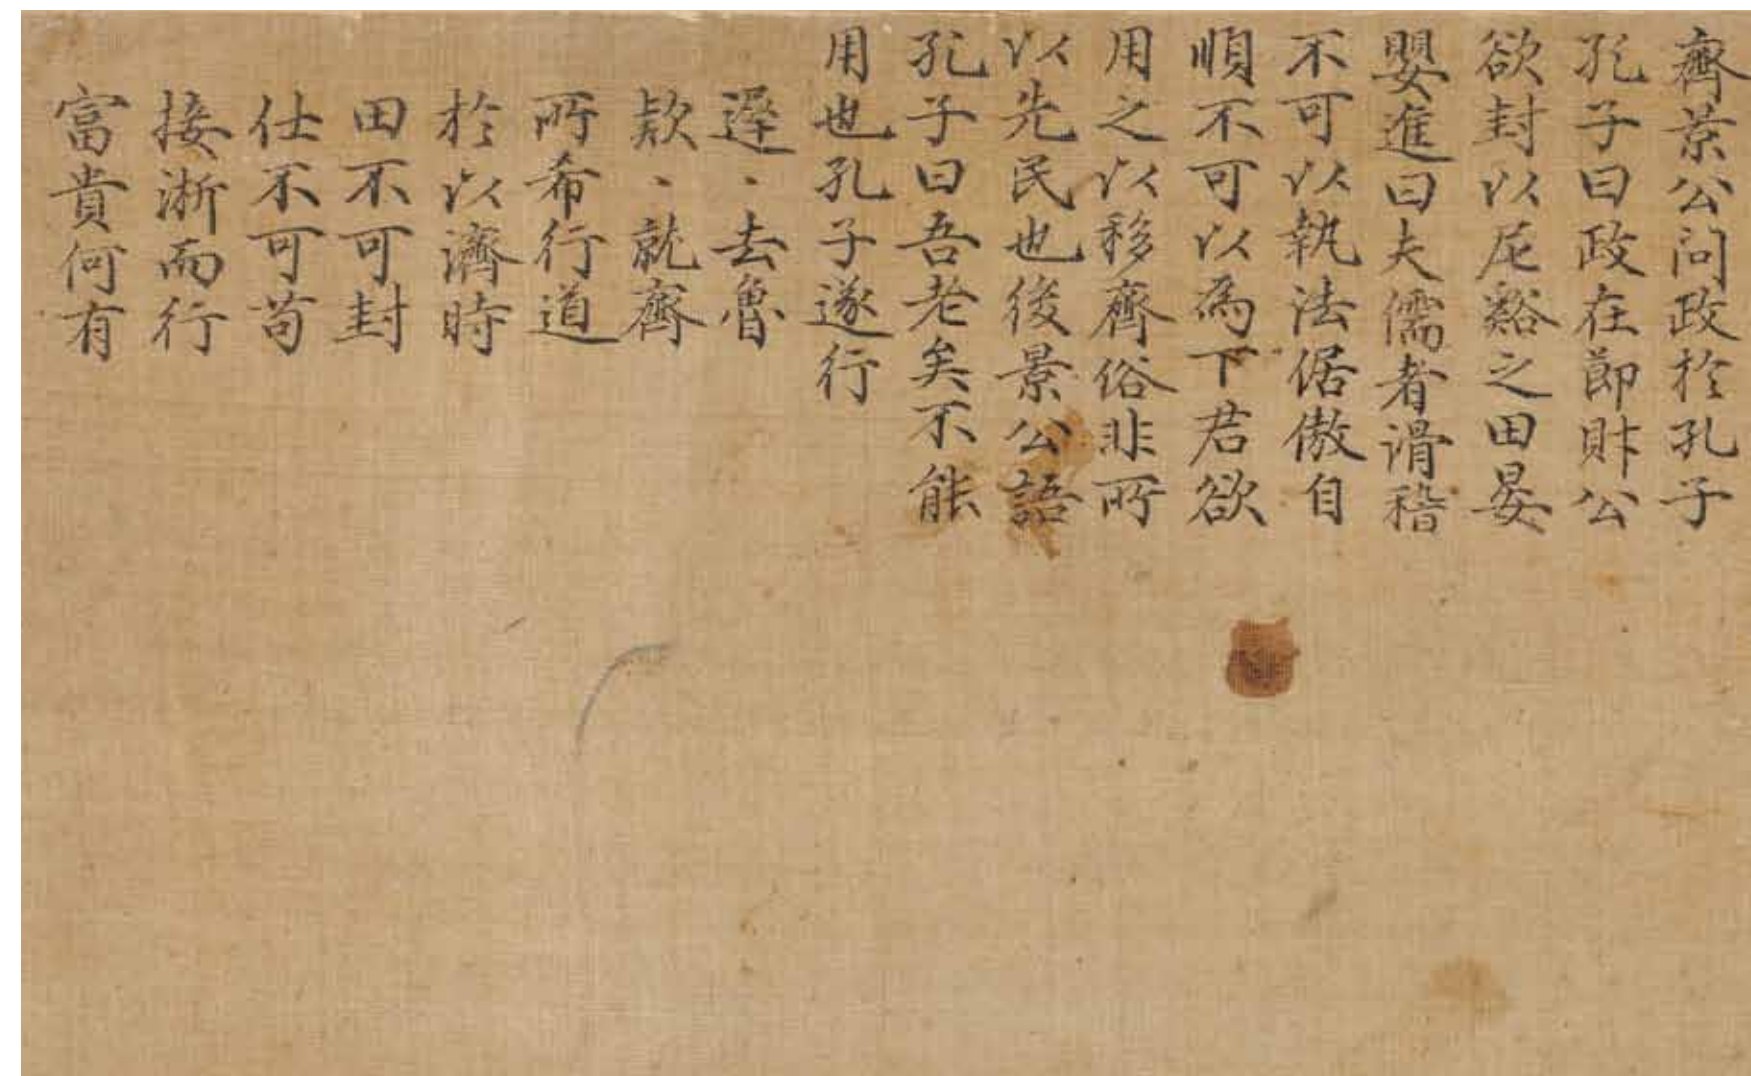 齊景公问政於孔子
孔子曰政在節財公
欲封以尼谿之田晏
嬰進曰夫儒者滑稽
不可以執法倨傲自
順不可以為下君欲
用之以移齊俗非所
以先民也後景公語
孔子曰吾老矣不能
用也孔子遂行
遲、去魯
欵、就齊
所希行道
於以濟時
田不可封
仕不可苟
接淅而行
富貴何有